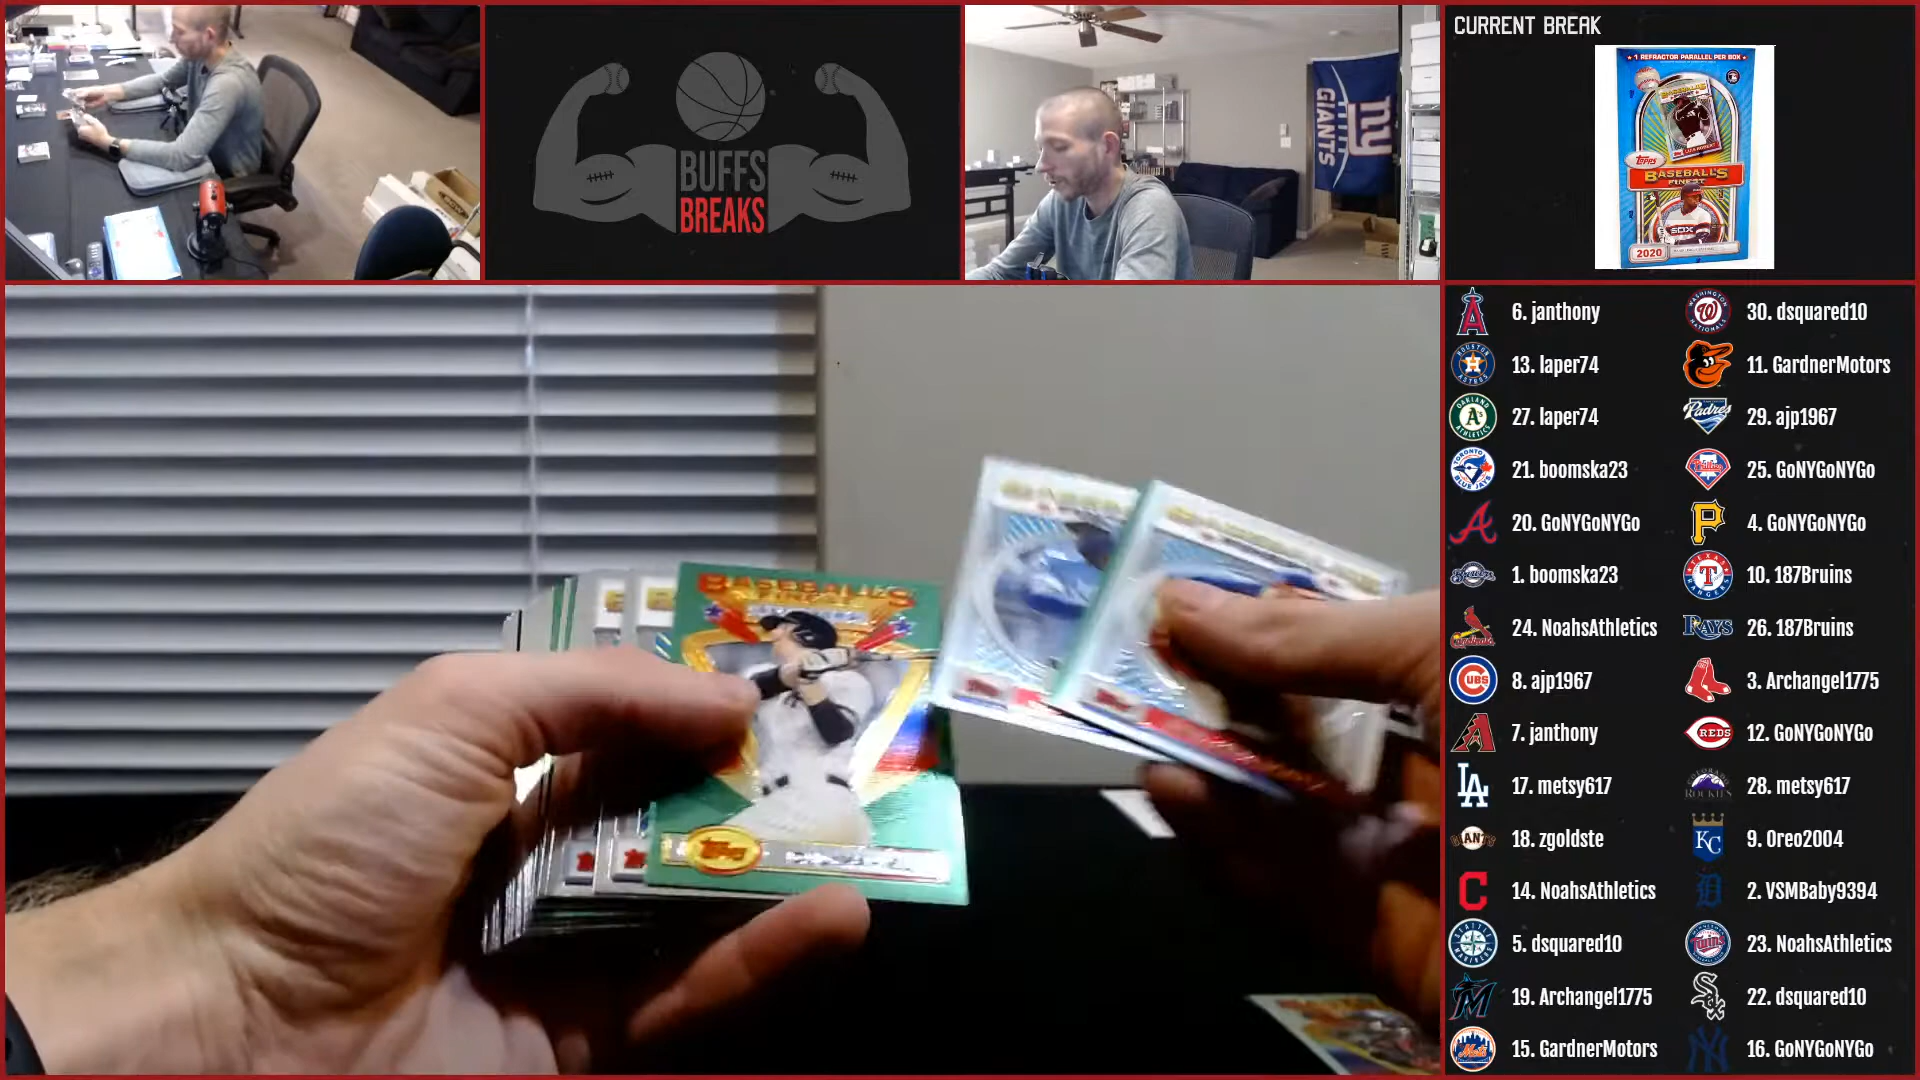 CURRENT BREAK
BUFFS
BREAKS
ny
GIANTS
★ 1 REFRACTOR PARALLEL PER BOX ★
TOPPS
BASEBALL'S
FINEST
SOX
2020
6. janthony
30. dsquared10
13. laper74
11. GardnerMotors
27. laper74
29. ajp1967
21. boomska23
25. GoNYGoNYGo
20. GoNYGoNYGo
4. GoNYGoNYGo
1. boomska23
10. 187Bruins
24. NoahsAthletics
26. 187Bruins
8. ajp1967
3. Archangel1775
7. janthony
12. GoNYGoNYGo
17. metsy617
28. metsy617
18. zgoldste
9. Oreo2004
14. NoahsAthletics
2. VSMBaby9394
5. dsquared10
23. NoahsAthletics
19. Archangel1775
22. dsquared10
15. GardnerMotors
16. GoNYGoNYGo
BASEBALL'S
FINEST
TOPPS